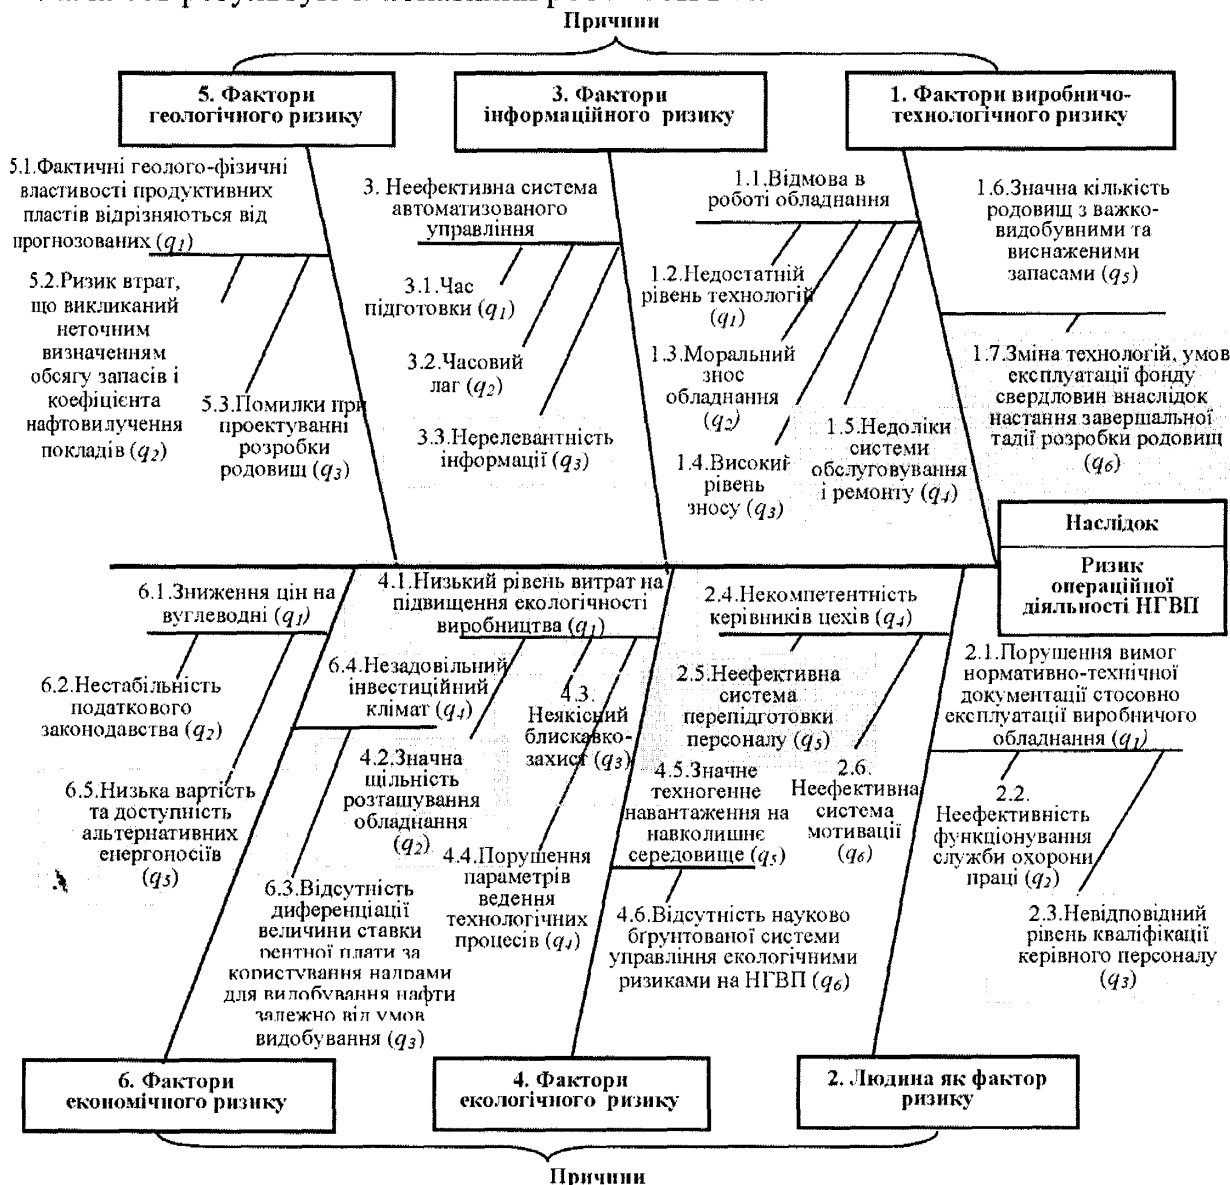 Причини
5. Фактори
геологічного ризику
3. Фактори
інформаційного ризику
1. Фактори виробничо-
технологічного ризику
5.1.Фактичні геолого-фізичні
властивості продуктивних
пластів відрізняються від
прогнозованих (q1)
5.2.Ризик втрат,
що викликаний
неточним
визначенням
обсягу запасів і
коефіцієнта
нафтовилучення
покладів (q2)
5.3.Помилки при
проектуванні
розробки
родовищ (q3)
3. Неефективна система
автоматизованого
управління
3.1.Час
підготовки (q1)
3.2.Часовий
лаг (q2)
3.3.Нерелевантність
інформації (q3)
1.1.Відмова в
роботі обладнання
1.2.Недостатній
рівень технологій
(q1)
1.3.Моральний
знос
обладнання
(q2)
1.4.Високий
рівень
зносу (q3)
1.5.Недоліки
системи
обслуговування
і ремонту (q4)
1.6.Значна кількість
родовищ з важко-
видобувними та
виснаженими
запасами (q5)
1.7.Зміна технологій, умов
експлуатації фонду
свердловин внаслідок
настання завершальної
тадії розробки родовищ
(q6)
Наслідок
Ризик
операційної
діяльності НГВП
6.1.Зниження цін на
вуглеводні (q1)
6.2.Нестабільність
податкового
законодавства (q2)
6.5.Низька вартість
та доступність
альтернативних
енергоносіїв
(q5)
6.4.Незадовільний
інвестиційний
клімат (q4)
6.3.Відсутність
диференціації
величини ставки
рентної плати за
користування надрами
для видобування нафти
залежно від умов
видобування (q3)
4.1.Низький рівень витрат на
підвищення екологічності
виробництва (q1)
4.2.Значна
щільність
розташування
обладнання
(q2)
4.3.
Неякісний
блискавко-
захист (q3)
4.4.Порушення
параметрів
ведення
технологічних
процесів (q4)
4.5.Значне
техногенне
навантаження на
навколишнє
середовище (q5)
4.6.Відсутність науково
бґрунтованої системи
управління екологічними
ризиками на НГВП (q6)
2.4.Некомпетентність
керівників цехів (q4)
2.5.Неефективна
система
перепідготовки
персоналу (q5)
2.6.
Неефективна
система
мотивації
(q6)
2.1.Порушення вимог
нормативно-технічної
документації стосовно
експлуатації виробничого
обладнання (q1)
2.2.
Неефективність
функціонування
служби охорони
праці (q2)
2.3.Невідповідний
рівень кваліфікації
керівного персоналу
(q3)
6. Фактори
економічного ризику
4. Фактори
екологічного ризику
2. Людина як фактор
ризику
Причини